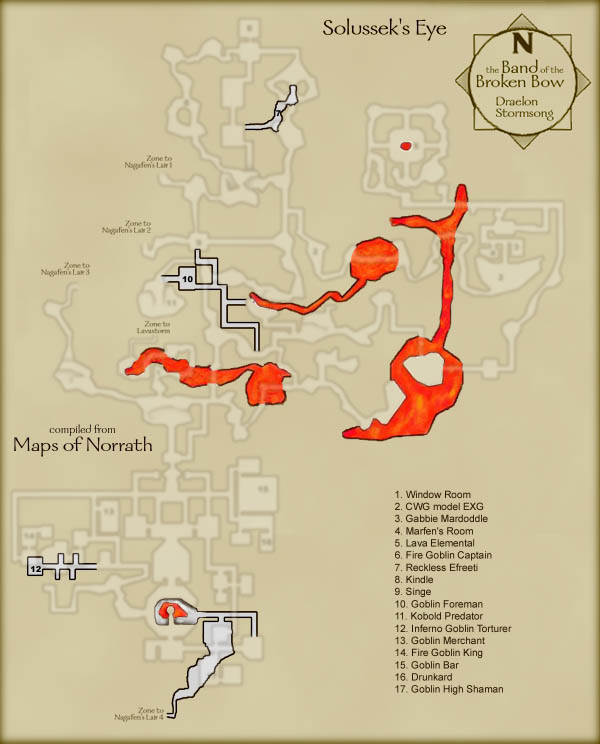 Solussek's Eye
N
the Band of the
Broken Bow
Draelon
Stormsong
Zone to
Nagafen's Lair 1
Zone to
Nagafen's Lair 2
Zone to
Nagafen's Lair 3
10
11
Zone to
Lavastorm
compiled from
Maps of Norrath
12
Zone to
Nagafen's Lair 4
1. Window Room
2. CWG model EXG
3. Gabbie Mardoddle
4. Marfen's Room
5. Lava Elemental
6. Fire Goblin Captain
7. Reckless Efreeti
8. Kindle
9. Singe
10. Goblin Foreman
11. Kobold Predator
12. Inferno Goblin Torturer
13. Goblin Merchant
14. Fire Goblin King
15. Goblin Bar
16. Drunkard
17. Goblin High Shaman